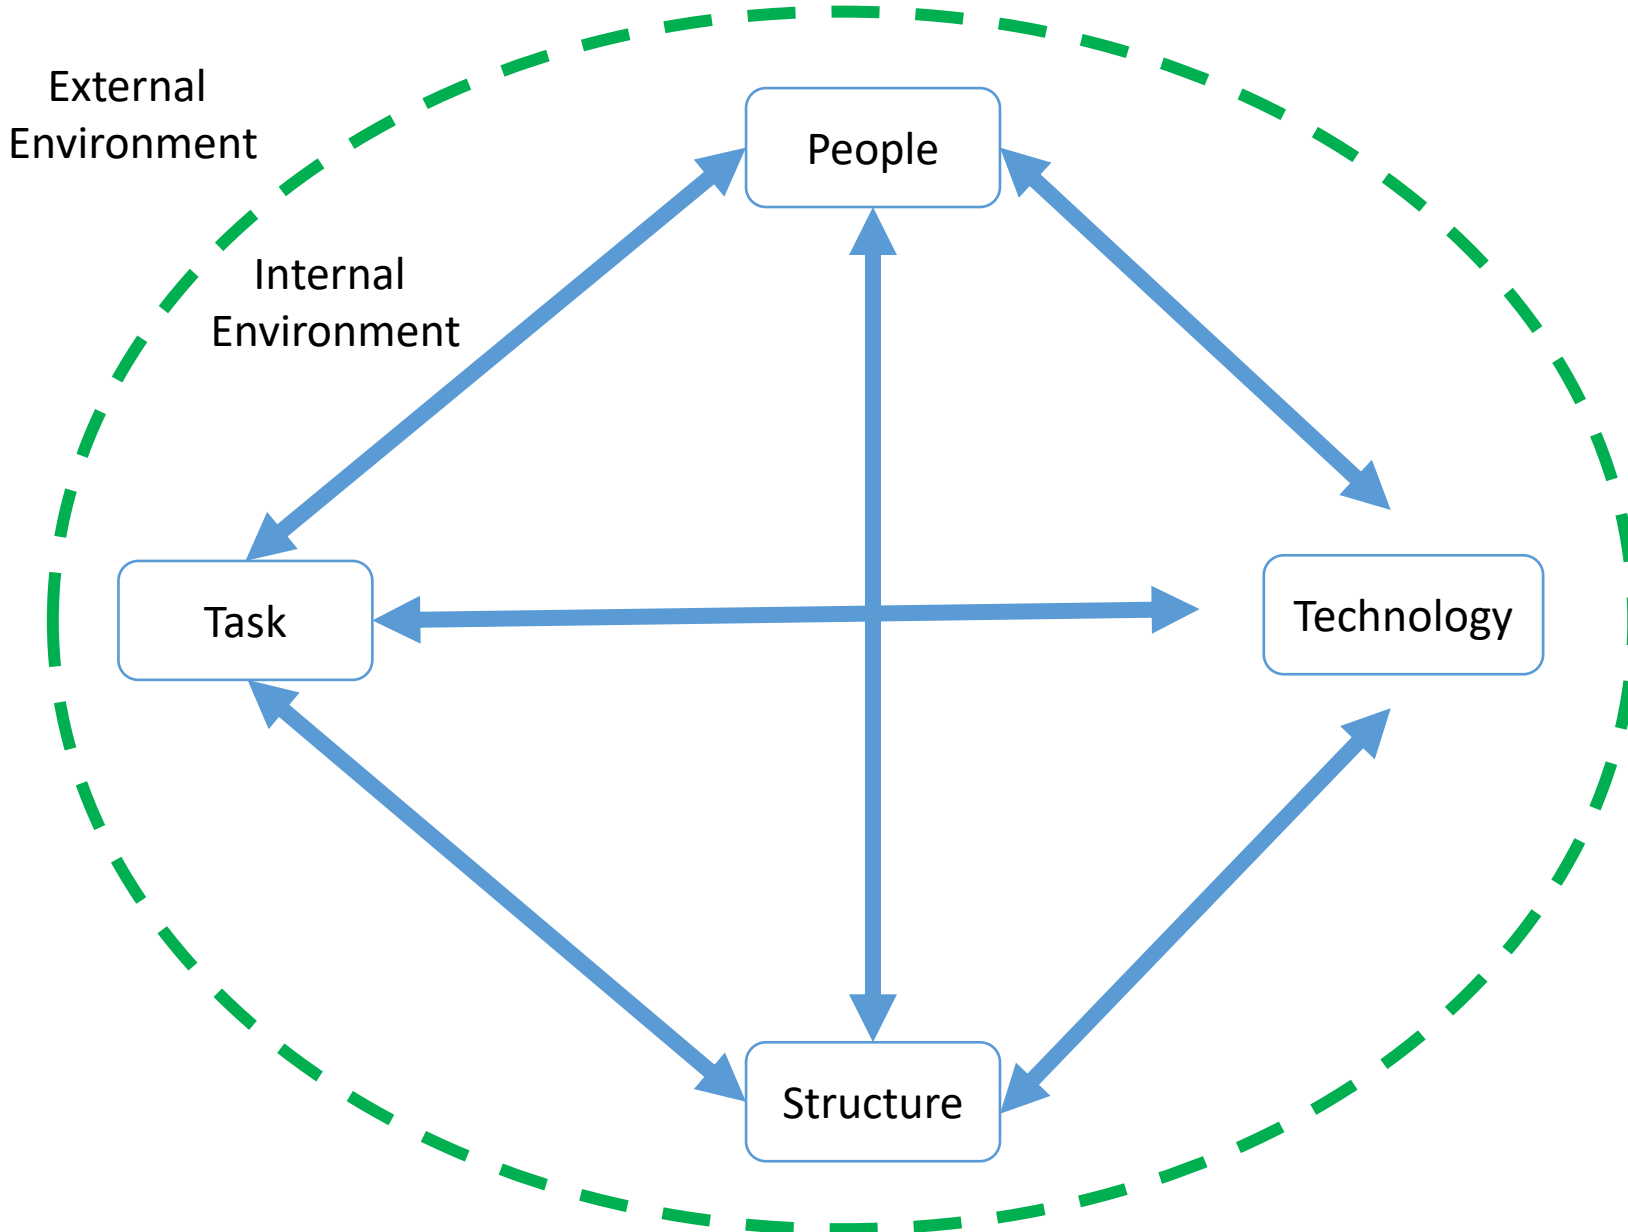 External
Environment
People
Internal
Environment
Task
Technology
Structure